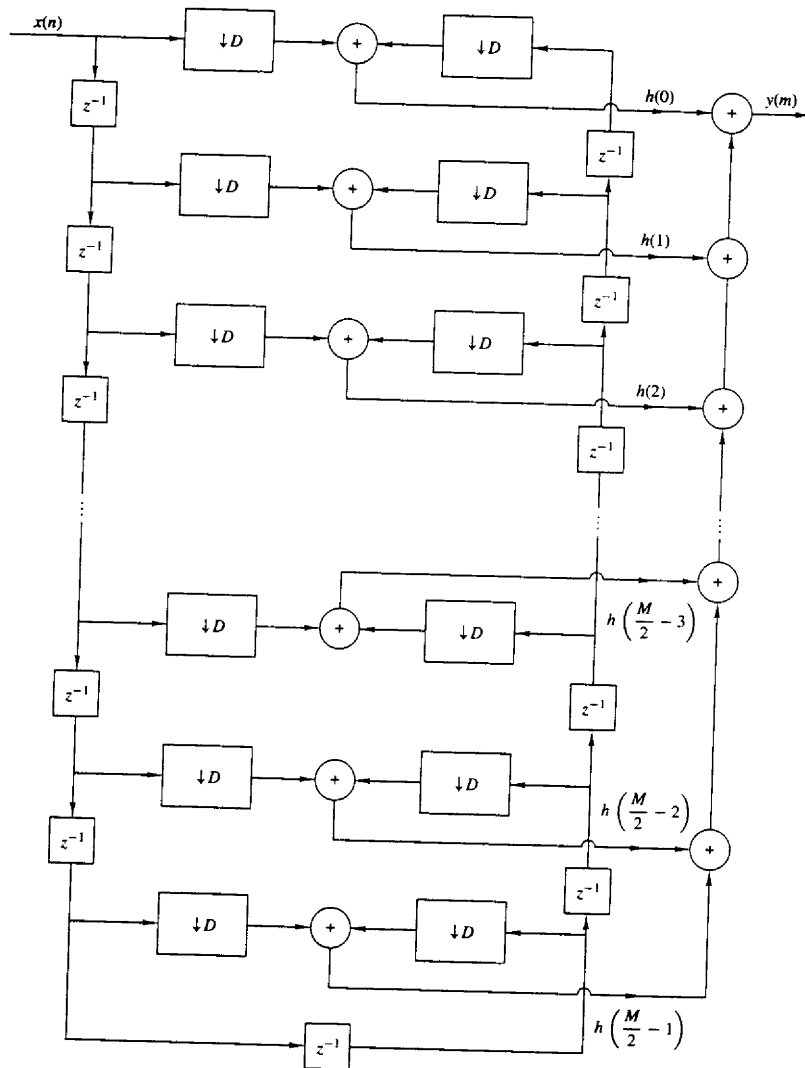 x(n)
↓D
+
↓D
z⁻¹
h(0)
+
y(m)
z⁻¹
↓D
+
↓D
z⁻¹
h(1)
+
z⁻¹
↓D
+
↓D
z⁻¹
h(2)
+
z⁻¹
...
...
...
+
↓D
+
↓D
h(M/2 − 3)
z⁻¹
z⁻¹
↓D
+
↓D
h(M/2 − 2)
z⁻¹
+
z⁻¹
↓D
+
↓D
h(M/2 − 1)
z⁻¹